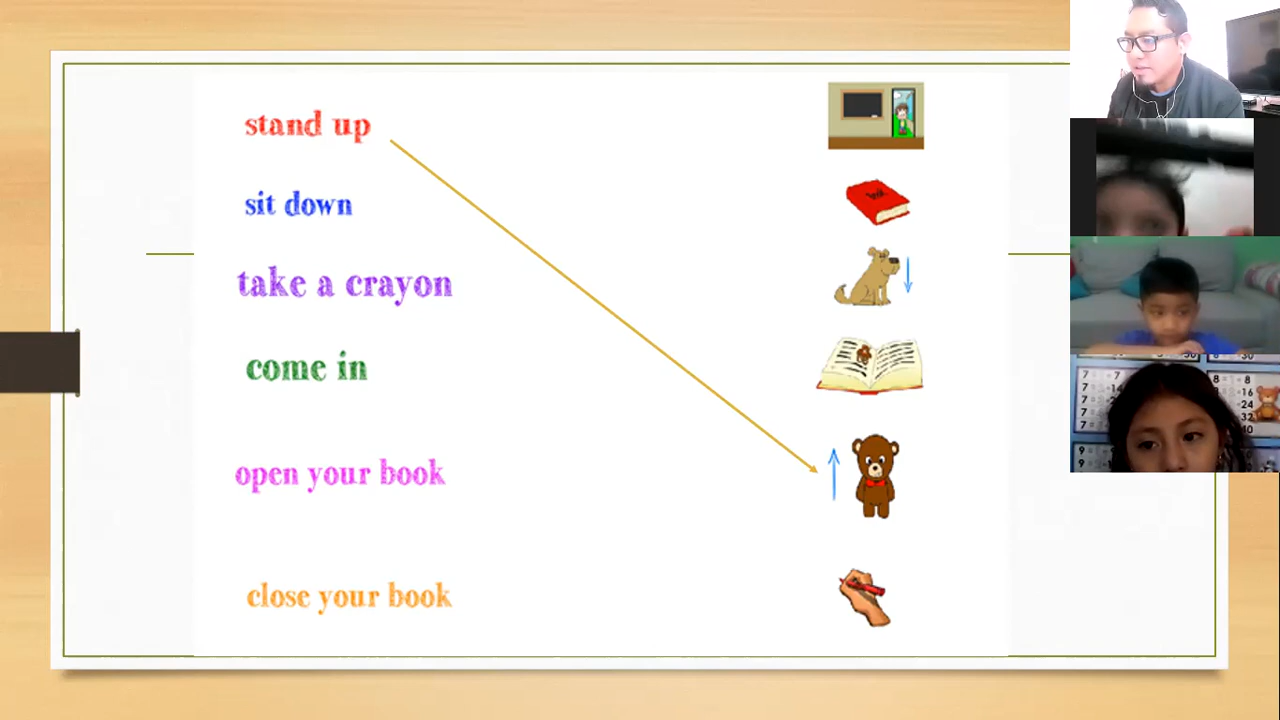 stand up
sit down
take a crayon
come in
open your book
close your book